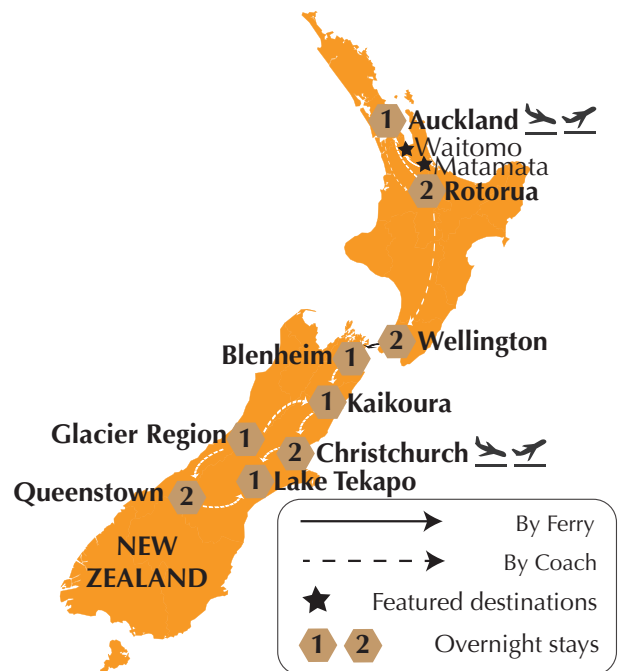 1 Auckland
Waitomo
Matamata
2 Rotorua
2 Wellington
Blenheim 1
1 Kaikoura
Glacier Region 1
2 Christchurch
1 Lake Tekapo
Queenstown 2
NEW
ZEALAND
By Ferry
By Coach
Featured destinations
1 2 Overnight stays